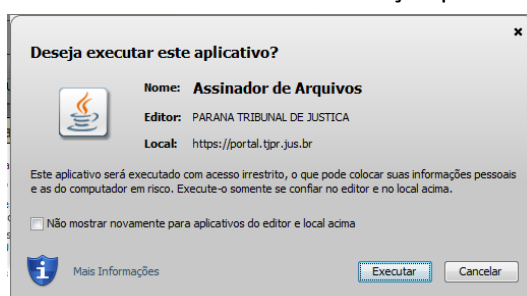 Deseja executar este aplicativo?
Nome: Assinador de Arquivos
Editor: PARANA TRIBUNAL DE JUSTICA
Local: https://portal.tjpr.jus.br
Este aplicativo será executado com acesso irrestrito, o que pode colocar suas informações pessoais
e as do computador em risco. Execute-o somente se confiar no editor e no local acima.
Não mostrar novamente para aplicativos do editor e local acima
Mais Informações
Executar
Cancelar